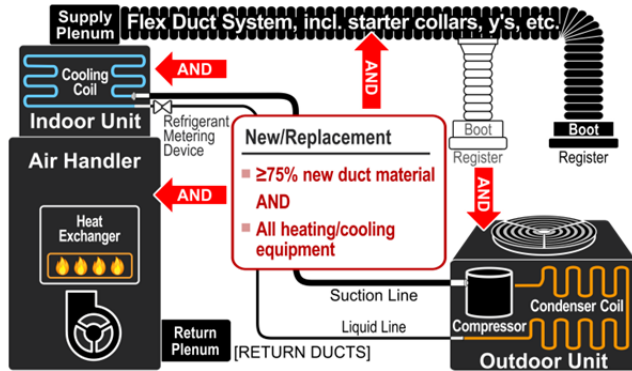 Supply
Plenum
Flex Duct System, incl. starter collars, y's, etc.
AND
AND
Cooling
Coil
Indoor Unit
Refrigerant
Metering
Device
Boot
Register
Boot
Register
New/Replacement
≥75% new duct material
AND
All heating/cooling
equipment
Air Handler
AND
AND
Heat
Exchanger
Suction Line
Compressor
Condenser Coil
Liquid Line
Return
Plenum
[RETURN DUCTS]
Outdoor Unit